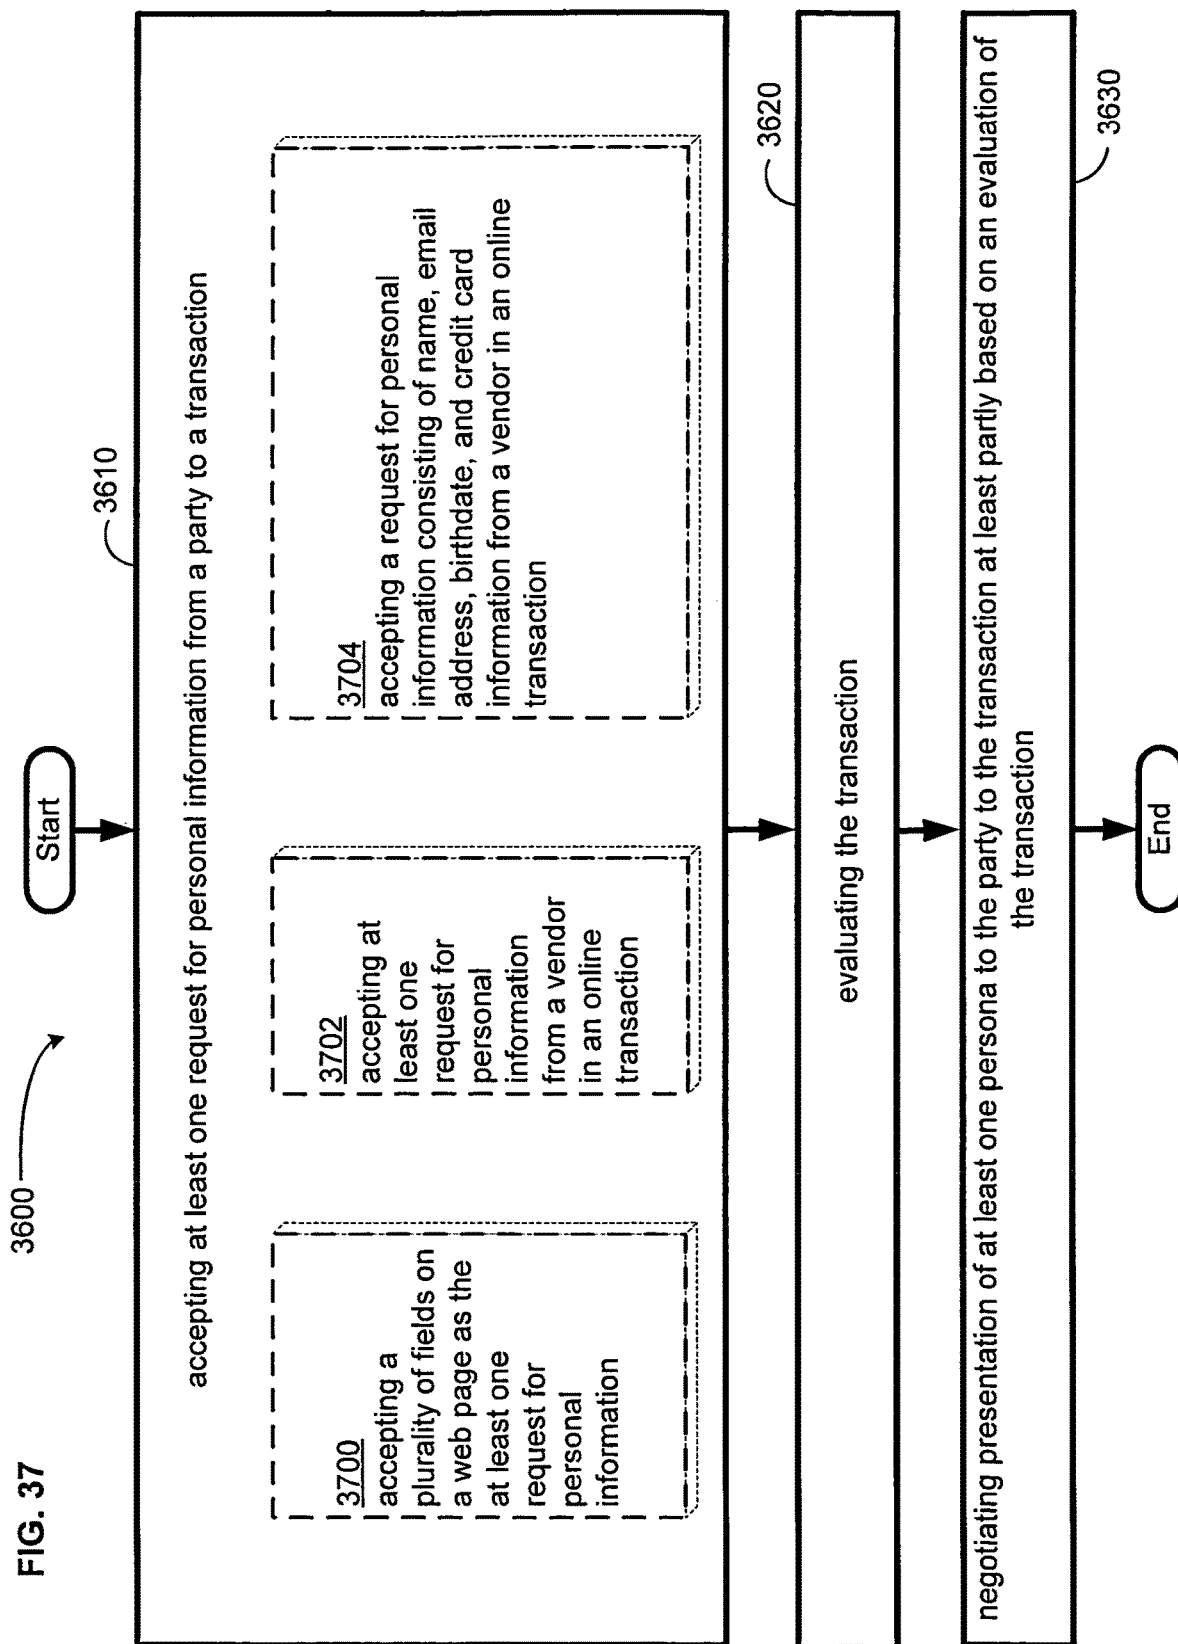 FIG. 37
3600
Start
3610
accepting at least one request for personal information from a party to a transaction
3700
accepting a
plurality of fields on
a web page as the
at least one
request for
personal
information
3702
accepting at
least one
request for
personal
information
from a vendor
in an online
transaction
3704
accepting a request for personal
information consisting of name, email
address, birthdate, and credit card
information from a vendor in an online
transaction
3620
evaluating the transaction
3630
negotiating presentation of at least one persona to the party to the transaction at least partly based on an evaluation of
the transaction
End